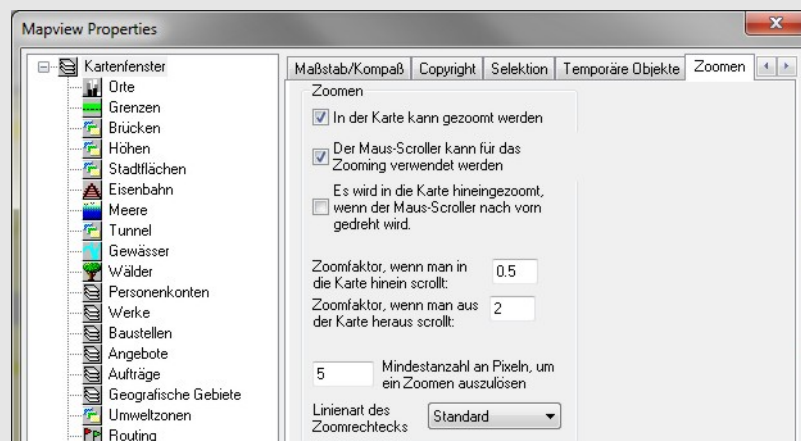 Mapview Properties
Kartenfenster
Orte
Grenzen
Brücken
Höhen
Stadtflächen
Eisenbahn
Meere
Tunnel
Gewässer
Wälder
Personenkonten
Werke
Baustellen
Angebote
Aufträge
Geografische Gebiete
Umweltzonen
Routing
Maßstab/Kompaß Copyright Selektion Temporäre Objekte Zoomen
Zoomen
In der Karte kann gezoomt werden
Der Maus-Scroller kann für das
Zooming verwendet werden
Es wird in die Karte hineingezoomt,
wenn der Maus-Scroller nach vorn
gedreht wird.
Zoomfaktor, wenn man in
die Karte hinein scrollt: 0.5
Zoomfaktor, wenn man aus
der Karte heraus scrollt: 2
5 Mindestanzahl an Pixeln, um
ein Zoomen auszulösen
Linienart des
Zoomrechtecks Standard